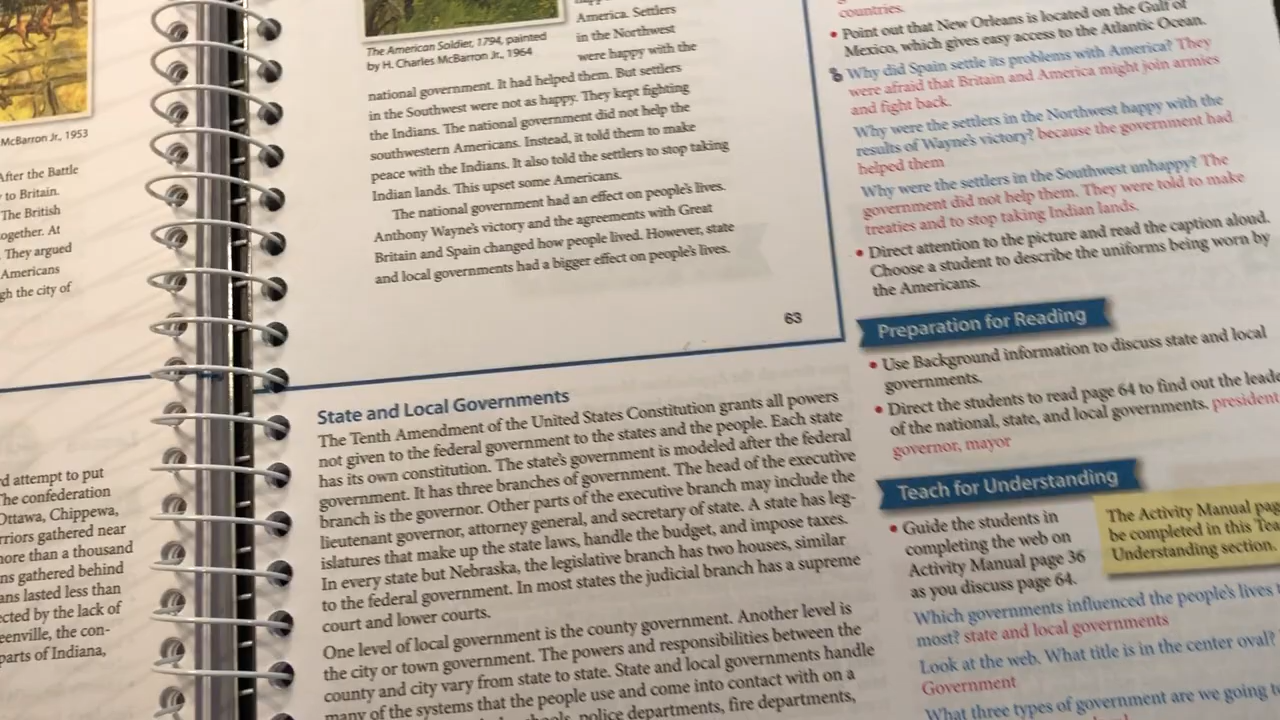 McBarron Jr., 1953
After the Battle
to Britain.
The British
together. At
They argued
Americans
the city of
attempt to put
The confederation
Ottawa, Chippewa,
gathered near
more than a thousand
gathered behind
lasted less than
by the lack of
the con-
parts of Indiana,
The American Soldier, 1794, painted
by H. Charles McBarron Jr., 1964
America. Settlers
in the Northwest
were happy with the
national government. It had helped them. But settlers
in the Southwest were not as happy. They kept fighting
the Indians. The national government did not help the
southwestern Americans. Instead, it told them to make
peace with the Indians. It also told the settlers to stop taking
Indian lands. This upset some Americans.
The national government had an effect on people's lives.
Anthony Wayne's victory and the agreements with Great
Britain and Spain changed how people lived. However, state
and local governments had a bigger effect on people's lives.
63
State and Local Governments
The Tenth Amendment of the United States Constitution grants all powers
not given to the federal government to the states and the people. Each state
has its own constitution. The state's government is modeled after the federal
government. It has three branches of government. The head of the executive
branch is the governor. Other parts of the executive branch may include the
lieutenant governor, attorney general, and secretary of state. A state has leg-
islatures that make up the state laws, handle the budget, and impose taxes.
In every state but Nebraska, the legislative branch has two houses, similar
to the federal government. In most states the judicial branch has a supreme
court and lower courts.
One level of local government is the county government. Another level is
the city or town government. The powers and responsibilities between the
county and city vary from state to state. State and local governments handle
many of the systems that the people use and come into contact with on a
police departments, fire departments,
countries.
• Point out that New Orleans is located on the Gulf of
Mexico, which gives easy access to the Atlantic Ocean.
Why did Spain settle its problems with America? They
were afraid that Britain and America might join armies
and fight back.
Why were the settlers in the Northwest happy with the
results of Wayne's victory? because the government had
helped them
Why were the settlers in the Southwest unhappy? The
government did not help them. They were told to make
treaties and to stop taking Indian lands.
• Direct attention to the picture and read the caption aloud.
Choose a student to describe the uniforms being worn by
the Americans.
Preparation for Reading
• Use Background information to discuss state and local
governments.
• Direct the students to read page 64 to find out the
of the national, state, and local governments. president
governor, mayor
Teach for Understanding
• Guide the students in
completing the web on
Activity Manual page 36
as you discuss page 64.
The Activity Manual
be completed in this
Understanding section.
Which governments influenced the people's lives
most? state and local governments
Look at the web. What title is in the center oval?
Government
What three types of government are we going